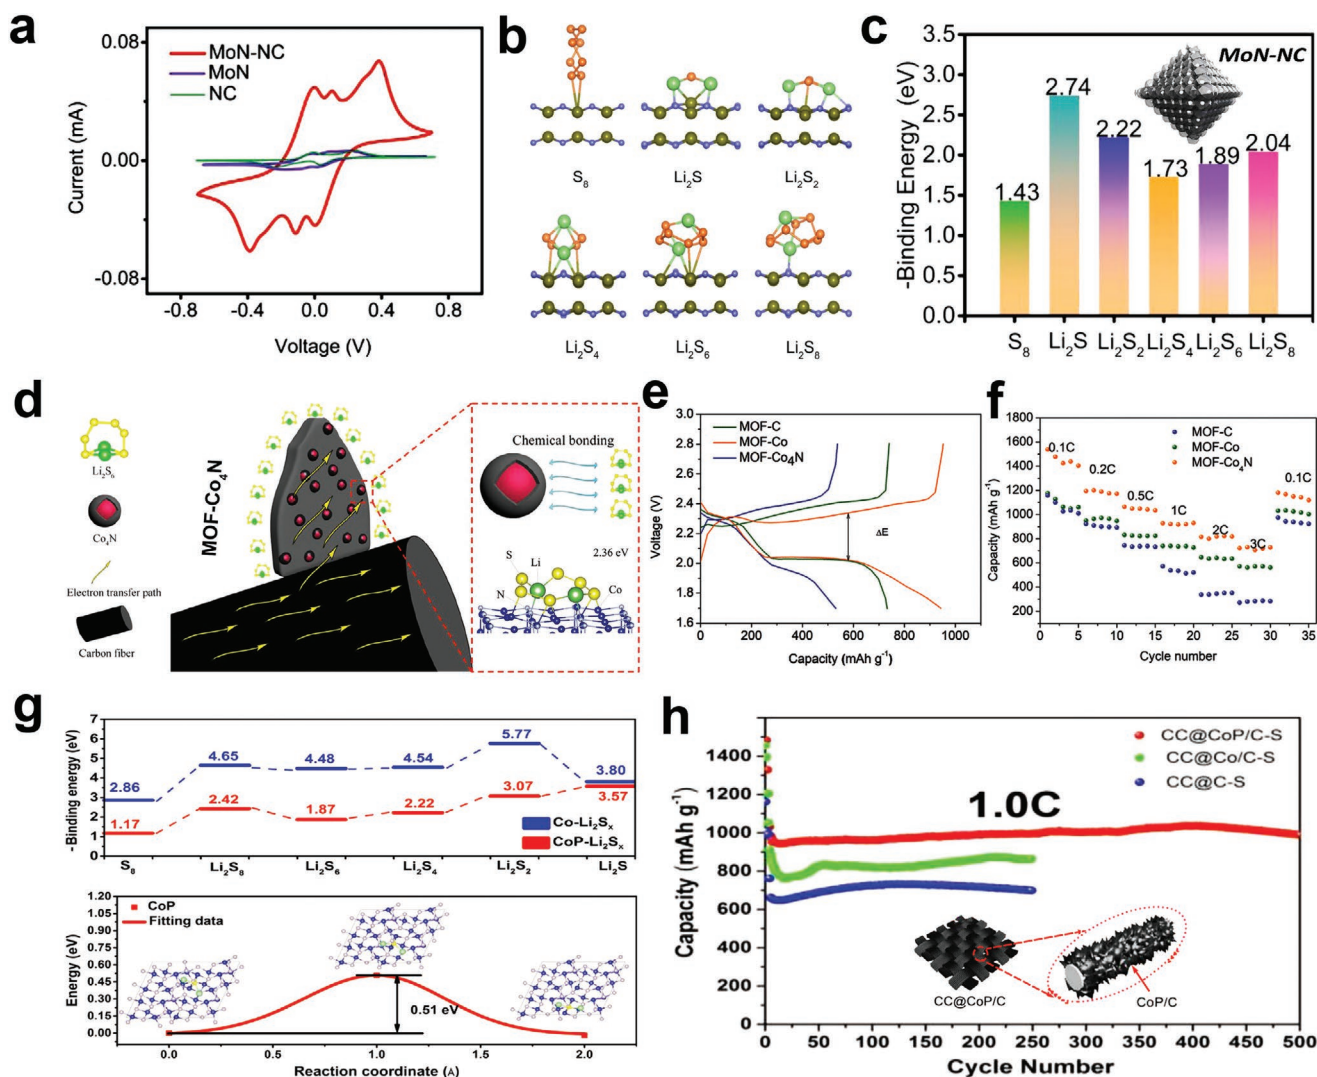 a
0.08
0.00
-0.08
Current (mA)
MoN-NC
MoN
NC
-0.8 -0.4 0.0 0.4 0.8
Voltage (V)
b
S₈ Li₂S Li₂S₂
Li₂S₄ Li₂S₆ Li₂S₈
c
MoN-NC
-Binding Energy (eV)
3.5
3.0
2.5
2.0
1.5
1.0
0.5
0.0
1.43 2.74 2.22 1.73 1.89 2.04
S₈ Li₂S Li₂S₂ Li₂S₄ Li₂S₆ Li₂S₈
d
Li₂S₆
Co₄N
Electron transfer path
Carbon fiber
MOF-Co₄N
Chemical bonding
2.36 eV
S Li
N Co
e
MOF-C
MOF-Co
MOF-Co₄N
ΔE
Voltage (V)
3.0
2.8
2.6
2.4
2.2
2.0
1.8
1.6
0 200 400 600 800 1000
Capacity (mAh g⁻¹)
f
MOF-C
MOF-Co
MOF-Co₄N
0.1C 0.2C 0.5C 1C 2C 3C 0.1C
Capacity (mAh g⁻¹)
1800
1600
1400
1200
1000
800
600
400
200
0 5 10 15 20 25 30 35
Cycle number
g
-Binding energy (eV)
7
6
5
4
3
2
1
0
2.86 4.65 4.48 4.54 5.77 3.80
1.17 2.42 1.87 2.22 3.07 3.57
Co-Li₂Sₓ
CoP-Li₂Sₓ
S₈ Li₂S₈ Li₂S₆ Li₂S₄ Li₂S₂ Li₂S
Energy (eV)
1.20
1.05
0.90
0.75
0.60
0.45
0.30
0.15
0.00
CoP
Fitting data
0.51 eV
0.0 0.5 1.0 1.5 2.0
Reaction coordinate (Å)
h
CC@CoP/C-S
CC@Co/C-S
CC@C-S
1.0C
Capacity (mAh g⁻¹)
1400
1200
1000
800
600
400
200
0
CC@CoP/C
CoP/C
0 50 100 150 200 250 300 350 400 450 500
Cycle Number